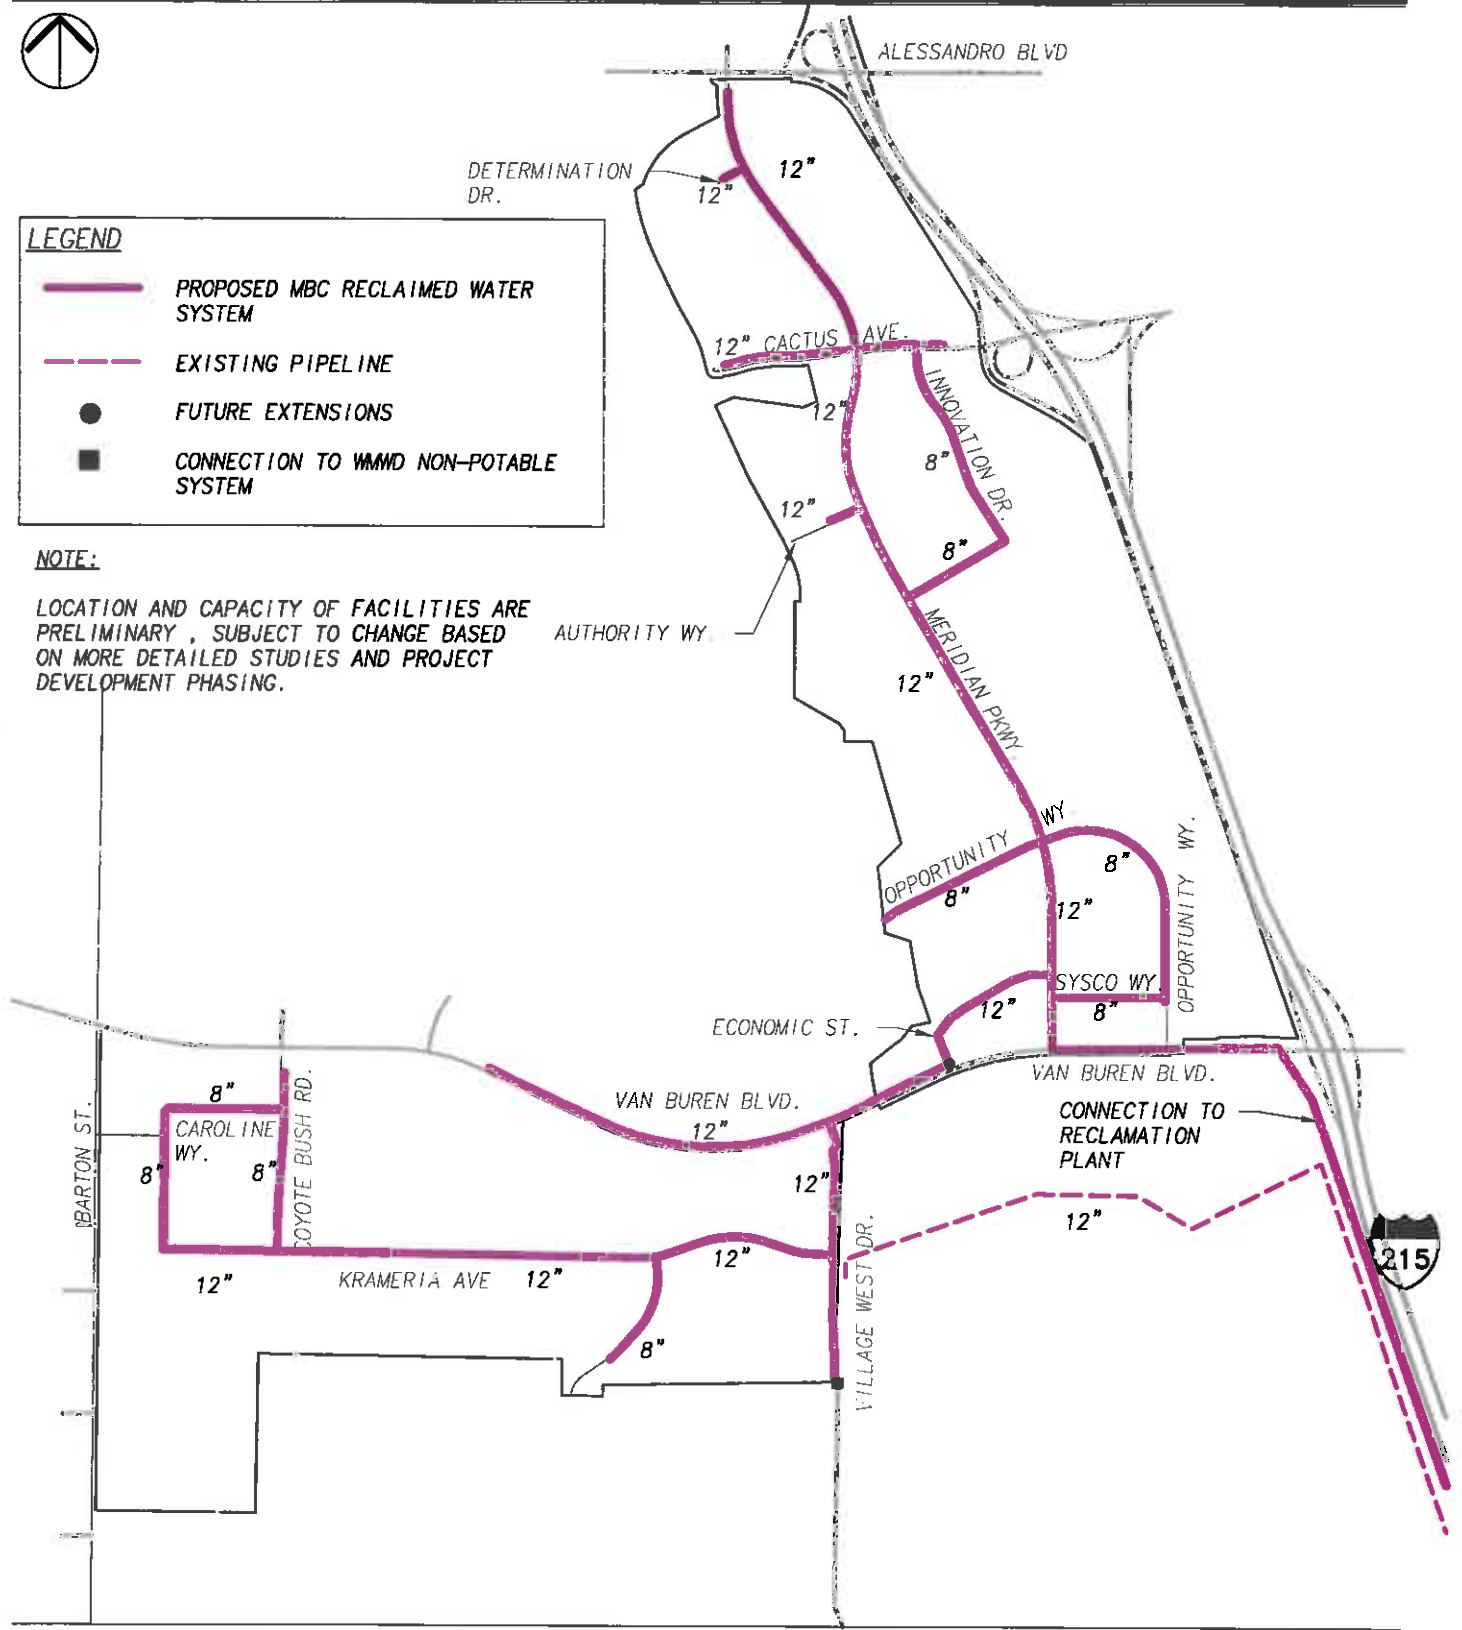 ALESSANDRO BLVD
DETERMINATION
DR.
12"
12"
LEGEND
PROPOSED MBC RECLAIMED WATER
SYSTEM
EXISTING PIPELINE
FUTURE EXTENSIONS
CONNECTION TO WMWD NON-POTABLE
SYSTEM
12" CACTUS AVE.
12"
INNOVATION DR.
8"
12"
8"
NOTE:
LOCATION AND CAPACITY OF FACILITIES ARE
PRELIMINARY , SUBJECT TO CHANGE BASED
ON MORE DETAILED STUDIES AND PROJECT
DEVELOPMENT PHASING.
AUTHORITY WY.
MERIDIAN PKWY
12"
OPPORTUNITY WY
8"
8"
12"
OPPORTUNITY WY.
SYSCO WY.
8"
12"
ECONOMIC ST.
VAN BUREN BLVD.
VAN BUREN BLVD.
12"
CONNECTION TO
RECLAMATION
PLANT
8"
CAROLINE
WY.
8"
8"
COYOTE BUSH RD.
BARTON ST.
12"
12"
12"
VILLAGE WEST DR.
12"
KRAMERIA AVE
12"
8"
215